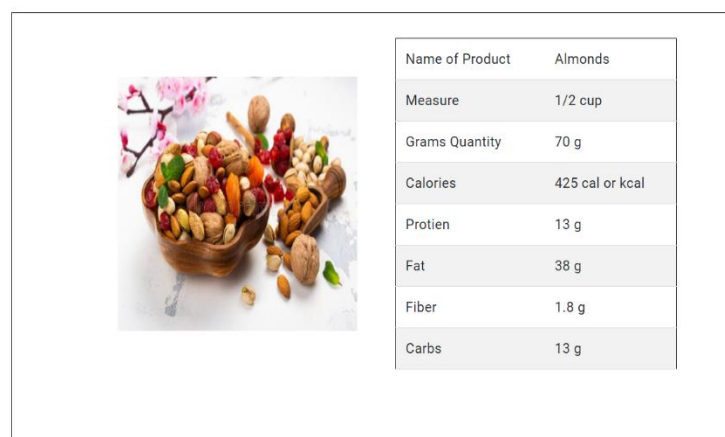 Name of Product Almonds
Measure 1/2 cup
Grams Quantity 70 g
Calories 425 cal or kcal
Protien 13 g
Fat 38 g
Fiber 1.8 g
Carbs 13 g